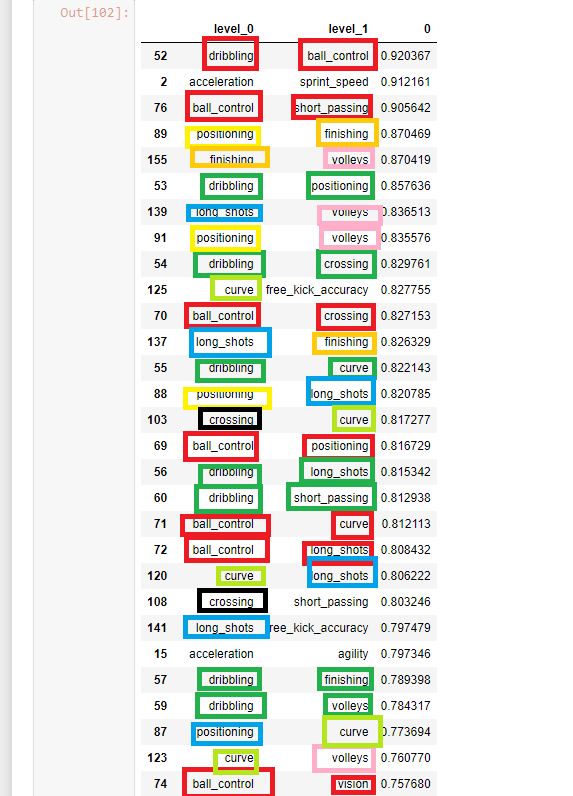 Out[102]:
level_0 level_1 0
52 dribbling ball_control 0.920367
2 acceleration sprint_speed 0.912161
76 ball_control short_passing 0.905642
89 positioning finishing 0.870469
155 finishing volleys 0.870419
53 dribbling positioning 0.857636
139 long_shots volleys 0.836513
91 positioning volleys 0.835576
54 dribbling crossing 0.829761
125 curve free_kick_accuracy 0.827755
70 ball_control crossing 0.827153
137 long_shots finishing 0.826329
55 dribbling curve 0.822143
88 positioning long_shots 0.820785
103 crossing curve 0.817277
69 ball_control positioning 0.816729
56 dribbling long_shots 0.815342
60 dribbling short_passing 0.812938
71 ball_control curve 0.812113
72 ball_control long_shots 0.808432
120 curve long_shots 0.806222
108 crossing short_passing 0.803246
141 long_shots free_kick_accuracy 0.797479
15 acceleration agility 0.797346
57 dribbling finishing 0.789398
59 dribbling volleys 0.784317
87 positioning curve 0.773694
123 curve volleys 0.760770
74 ball_control vision 0.757680